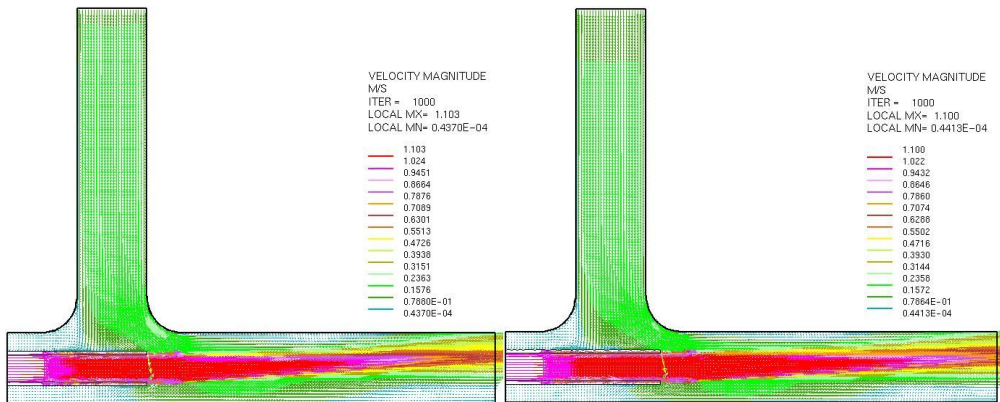 VELOCITY MAGNITUDE
M/S
ITER = 1000
LOCAL MX= 1.103
LOCAL MN= 0.4370E-04
1.103
1.024
0.9451
0.8664
0.7876
0.7089
0.6301
0.5513
0.4726
0.3938
0.3151
0.2363
0.1576
0.7880E-01
0.4370E-04
VELOCITY MAGNITUDE
M/S
ITER = 1000
LOCAL MX= 1.100
LOCAL MN= 0.4413E-04
1.100
1.022
0.9432
0.8646
0.7860
0.7074
0.6288
0.5502
0.4716
0.3930
0.3144
0.2358
0.1572
0.7864E-01
0.4413E-04